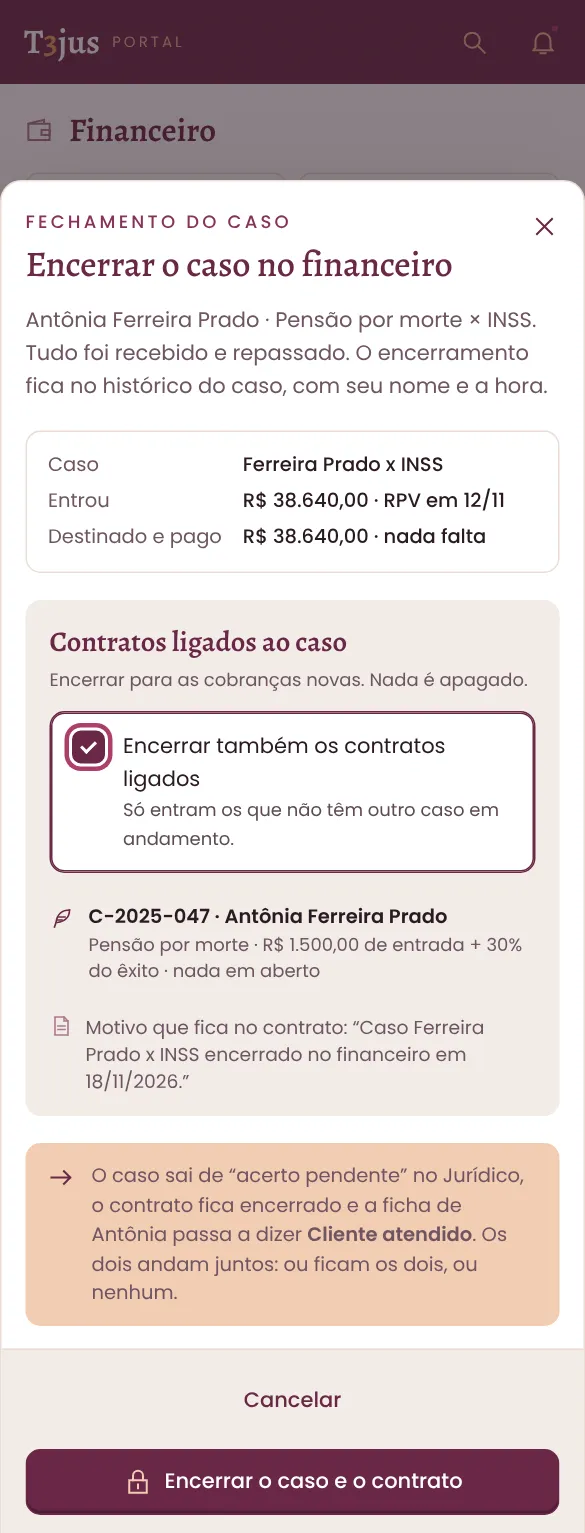 T3jus PORTAL
Financeiro
FECHAMENTO DO CASO
Encerrar o caso no financeiro
Antônia Ferreira Prado · Pensão por morte × INSS.
Tudo foi recebido e repassado. O encerramento
fica no histórico do caso, com seu nome e a hora.
Caso Ferreira Prado x INSS
Entrou R$ 38.640,00 · RPV em 12/11
Destinado e pago R$ 38.640,00 · nada falta
Contratos ligados ao caso
Encerrar para as cobranças novas. Nada é apagado.
Encerrar também os contratos
ligados
Só entram os que não têm outro caso em
andamento.
C-2025-047 · Antônia Ferreira Prado
Pensão por morte · R$ 1.500,00 de entrada + 30%
do êxito · nada em aberto
Motivo que fica no contrato: “Caso Ferreira
Prado x INSS encerrado no financeiro em
18/11/2026.”
O caso sai de “acerto pendente” no Jurídico,
o contrato fica encerrado e a ficha de
Antônia passa a dizer Cliente atendido. Os
dois andam juntos: ou ficam os dois, ou
nenhum.
Cancelar
Encerrar o caso e o contrato